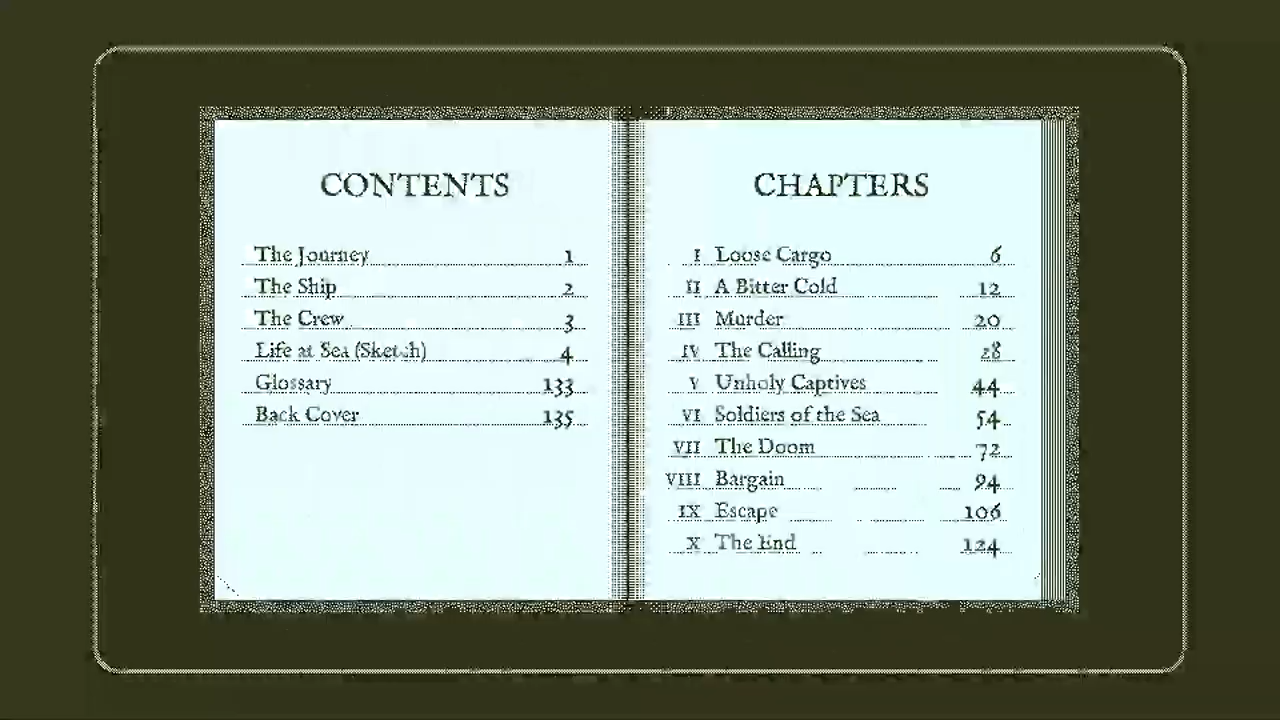 CONTENTS
The Journey 1
The Ship 2
The Crew 3
Life at Sea (Sketch) 4
Glossary 133
Back Cover 135
CHAPTERS
I Loose Cargo 6
II A Bitter Cold 12
III Murder 20
IV The Calling 28
V Unholy Captives 44
VI Soldiers of the Sea 54
VII The Doom 72
VIII Bargain 94
IX Escape 106
X The End 124